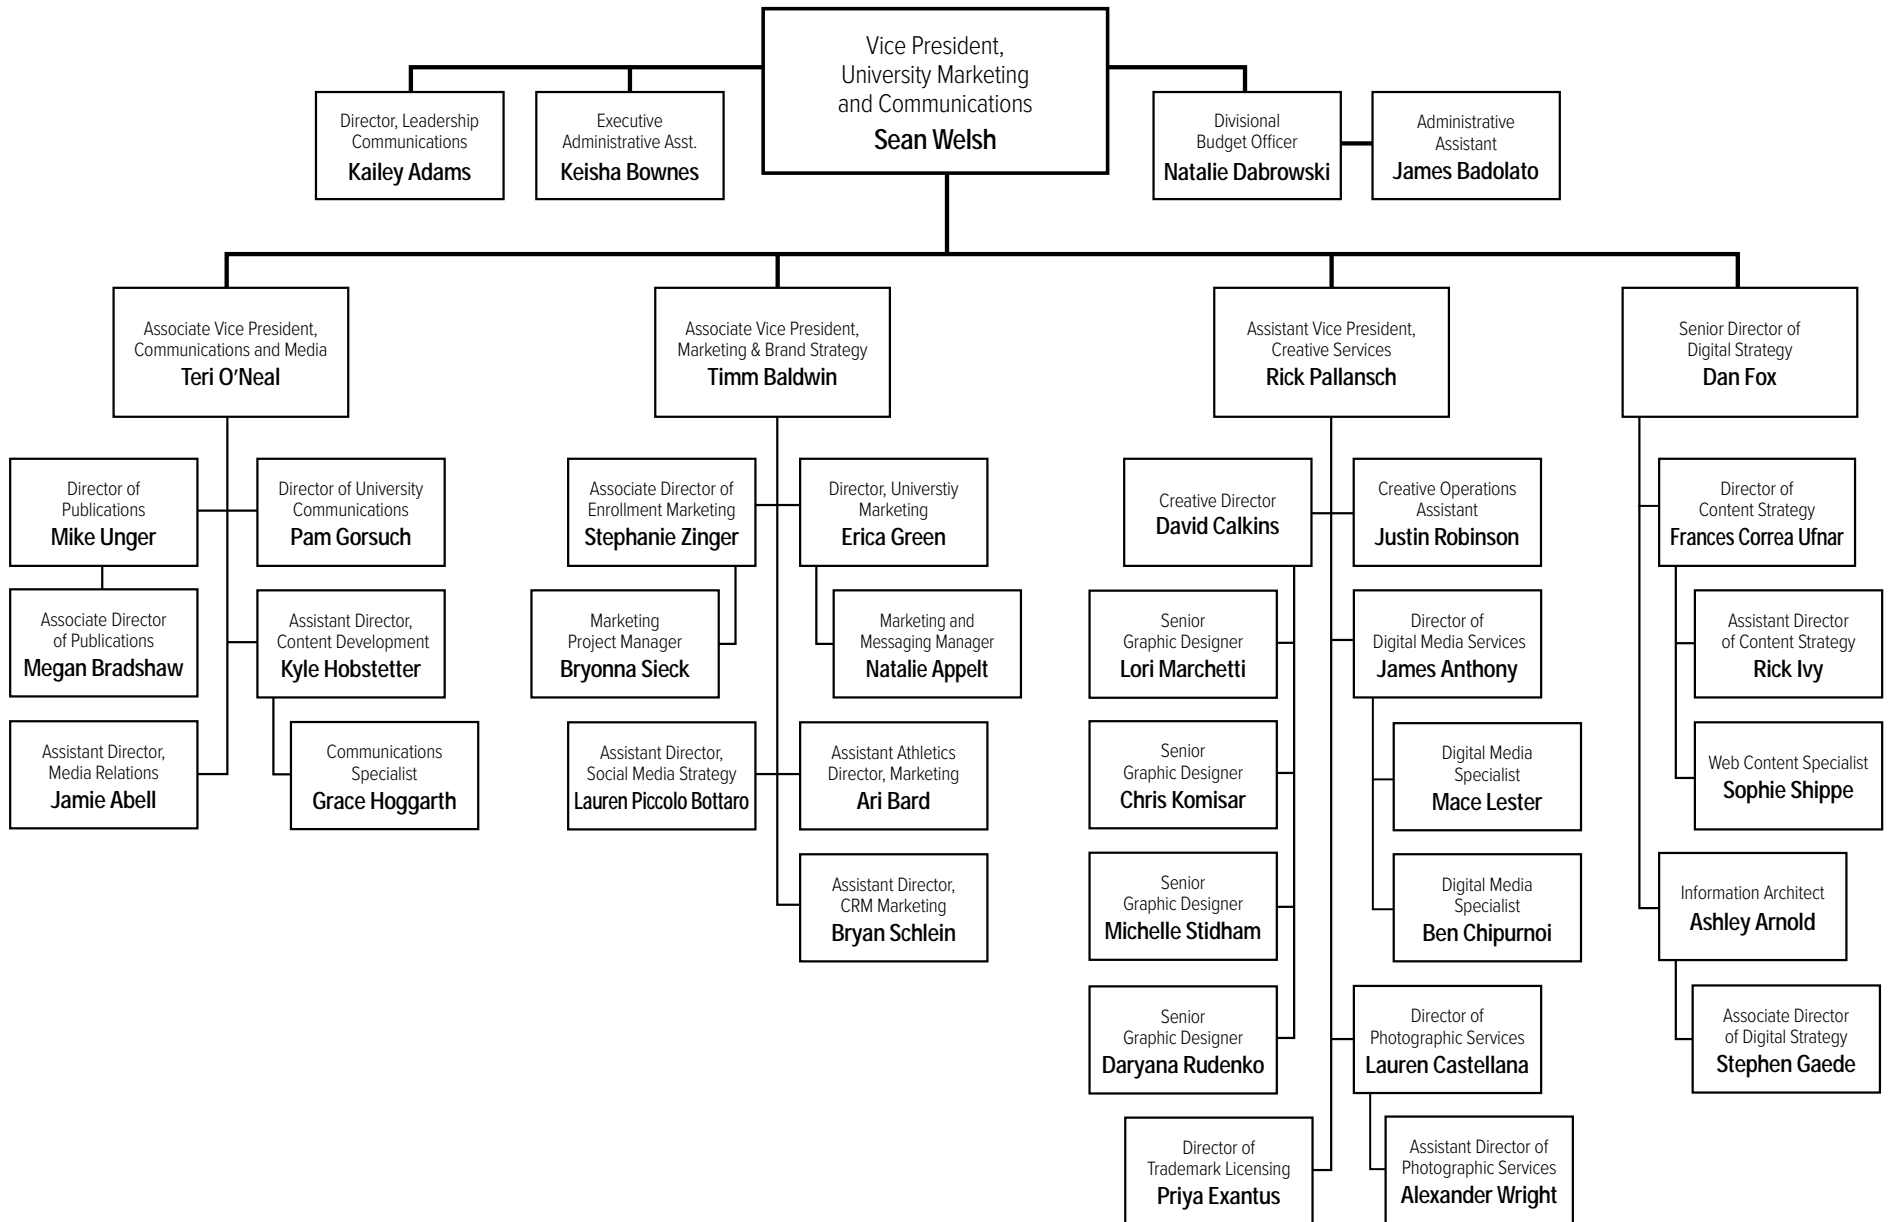 Vice President,
University Marketing
and Communications
Sean Welsh
Director, Leadership
Communications
Kailey Adams
Executive
Administrative Asst.
Keisha Bownes
Divisional
Budget Officer
Natalie Dabrowski
Administrative
Assistant
James Badolato
Associate Vice President,
Communications and Media
Teri O’Neal
Director of
Publications
Mike Unger
Director of University
Communications
Pam Gorsuch
Associate Director
of Publications
Megan Bradshaw
Assistant Director,
Content Development
Kyle Hobstetter
Assistant Director,
Media Relations
Jamie Abell
Communications
Specialist
Grace Hoggarth
Associate Vice President,
Marketing & Brand Strategy
Timm Baldwin
Associate Director of
Enrollment Marketing
Stephanie Zinger
Director, Universtiy
Marketing
Erica Green
Marketing
Project Manager
Bryonna Sieck
Marketing and
Messaging Manager
Natalie Appelt
Assistant Director,
Social Media Strategy
Lauren Piccolo Bottaro
Assistant Athletics
Director, Marketing
Ari Bard
Assistant Director,
CRM Marketing
Bryan Schlein
Assistant Vice President,
Creative Services
Rick Pallansch
Creative Director
David Calkins
Creative Operations
Assistant
Justin Robinson
Senior
Graphic Designer
Lori Marchetti
Director of
Digital Media Services
James Anthony
Senior
Graphic Designer
Chris Komisar
Digital Media
Specialist
Mace Lester
Senior
Graphic Designer
Michelle Stidham
Digital Media
Specialist
Ben Chipurnoi
Senior
Graphic Designer
Daryana Rudenko
Director of
Photographic Services
Lauren Castellana
Director of
Trademark Licensing
Priya Exantus
Assistant Director of
Photographic Services
Alexander Wright
Senior Director of
Digital Strategy
Dan Fox
Director of
Content Strategy
Frances Correa Ufnar
Assistant Director
of Content Strategy
Rick Ivy
Web Content Specialist
Sophie Shippe
Information Architect
Ashley Arnold
Associate Director
of Digital Strategy
Stephen Gaede